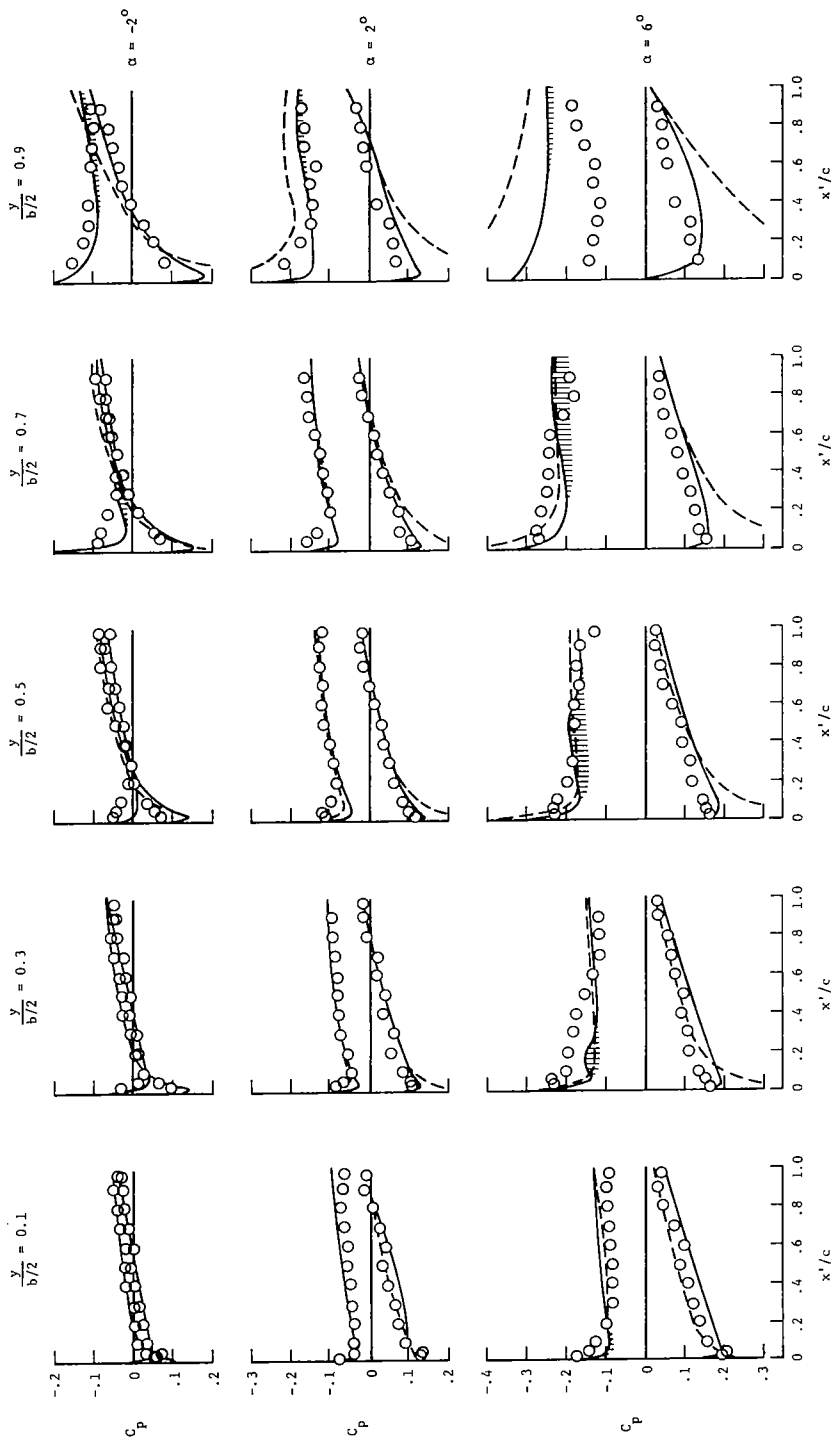 y/b/2 = 0.1
y/b/2 = 0.3
y/b/2 = 0.5
y/b/2 = 0.7
y/b/2 = 0.9
-.2
-.1
Cp 0
.1
.2
α = -2°
-.3
-.2
-.1
0
.1
.2
α = 2°
-.4
-.3
-.2
-.1
Cp
0
.1
.2
.3
α = 6°
0 .2 .4 .6 .8 1.0
0 .2 .4 .6 .8 1.0
0 .2 .4 .6 .8 1.0
0 .2 .4 .6 .8 1.0
0 .2 .4 .6 .8 1.0
x'/c
x'/c
x'/c
x'/c
x'/c